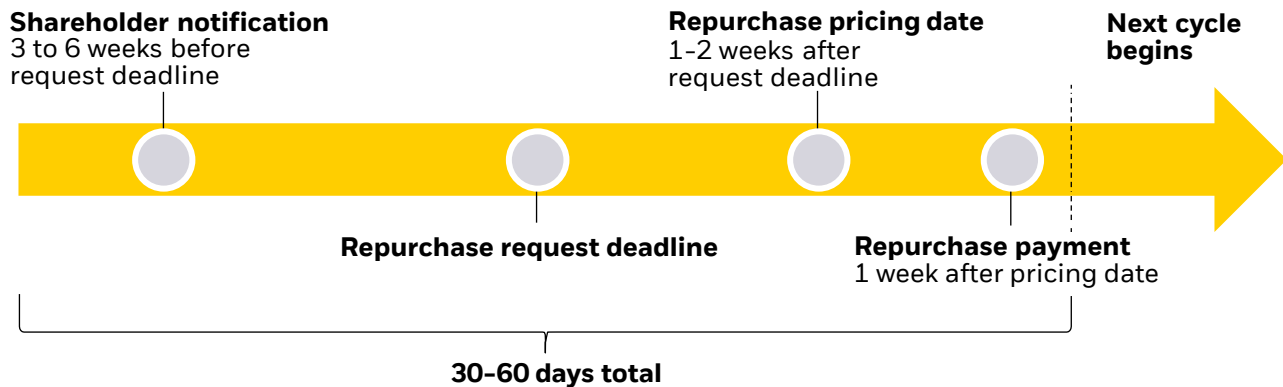 Shareholder notification
3 to 6 weeks before
request deadline
Repurchase pricing date
1-2 weeks after
request deadline
Next cycle
begins
Repurchase request deadline
Repurchase payment
1 week after pricing date
30-60 days total